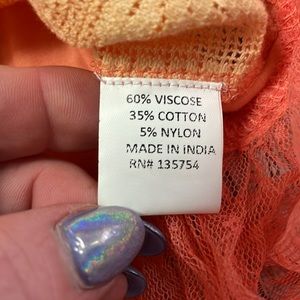 60% VISCOSE
35% COTTON
5% NYLON
MADE IN INDIA
RN# 135754